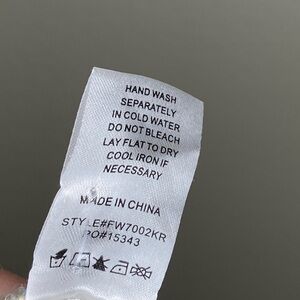 HAND WASH
SEPARATELY
IN COLD WATER
DO NOT BLEACH
LAY FLAT TO DRY
COOL IRON IF
NECESSARY
MADE IN CHINA
STYLE#FW7002KR
PO#15343